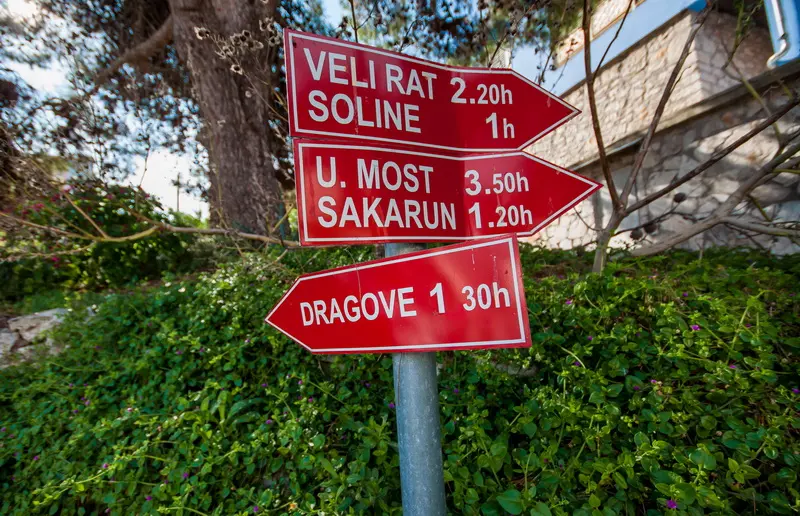 VELI RAT 2.20h
SOLINE 1h
U. MOST 3.50h
SAKARUN 1.20h
DRAGOVE 1 30h